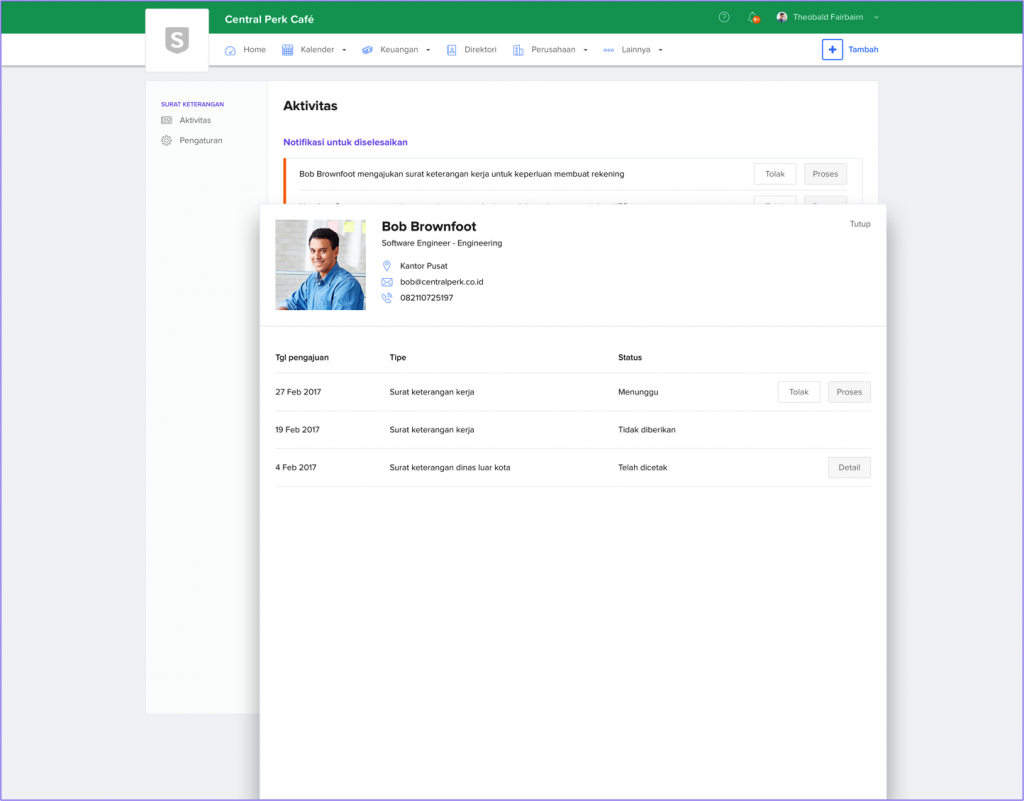 S
Central Perk Café
Theobald Fairbairn
Home
Kalender
Keuangan
Direktori
Perusahaan
Lainnya
Tambah
SURAT KETERANGAN
Aktivitas
Pengaturan
Aktivitas
Notifikasi untuk diselesaikan
Bob Brownfoot mengajukan surat keterangan kerja untuk keperluan membuat rekening Tolak Proses
Bob Brownfoot
Tutup
Software Engineer - Engineering
Kantor Pusat
bob@centralperk.co.id
082110725197
Tgl pengajuan Tipe Status
27 Feb 2017 Surat keterangan kerja Menunggu Tolak Proses
19 Feb 2017 Surat keterangan kerja Tidak diberikan
4 Feb 2017 Surat keterangan dinas luar kota Telah dicetak Detail